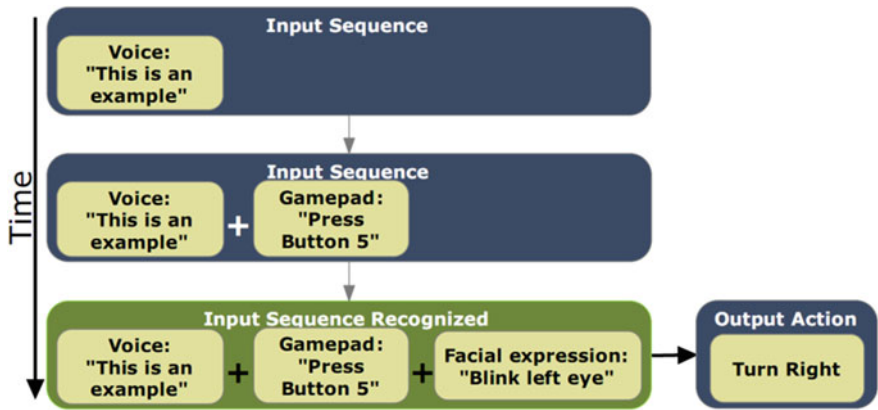 Time
Input Sequence
Voice:
"This is an
example"
Input Sequence
Voice:
"This is an
example"
+
Gamepad:
"Press
Button 5"
Input Sequence Recognized
Voice:
"This is an
example"
+
Gamepad:
"Press
Button 5"
+
Facial expression:
"Blink left eye"
Output Action
Turn Right